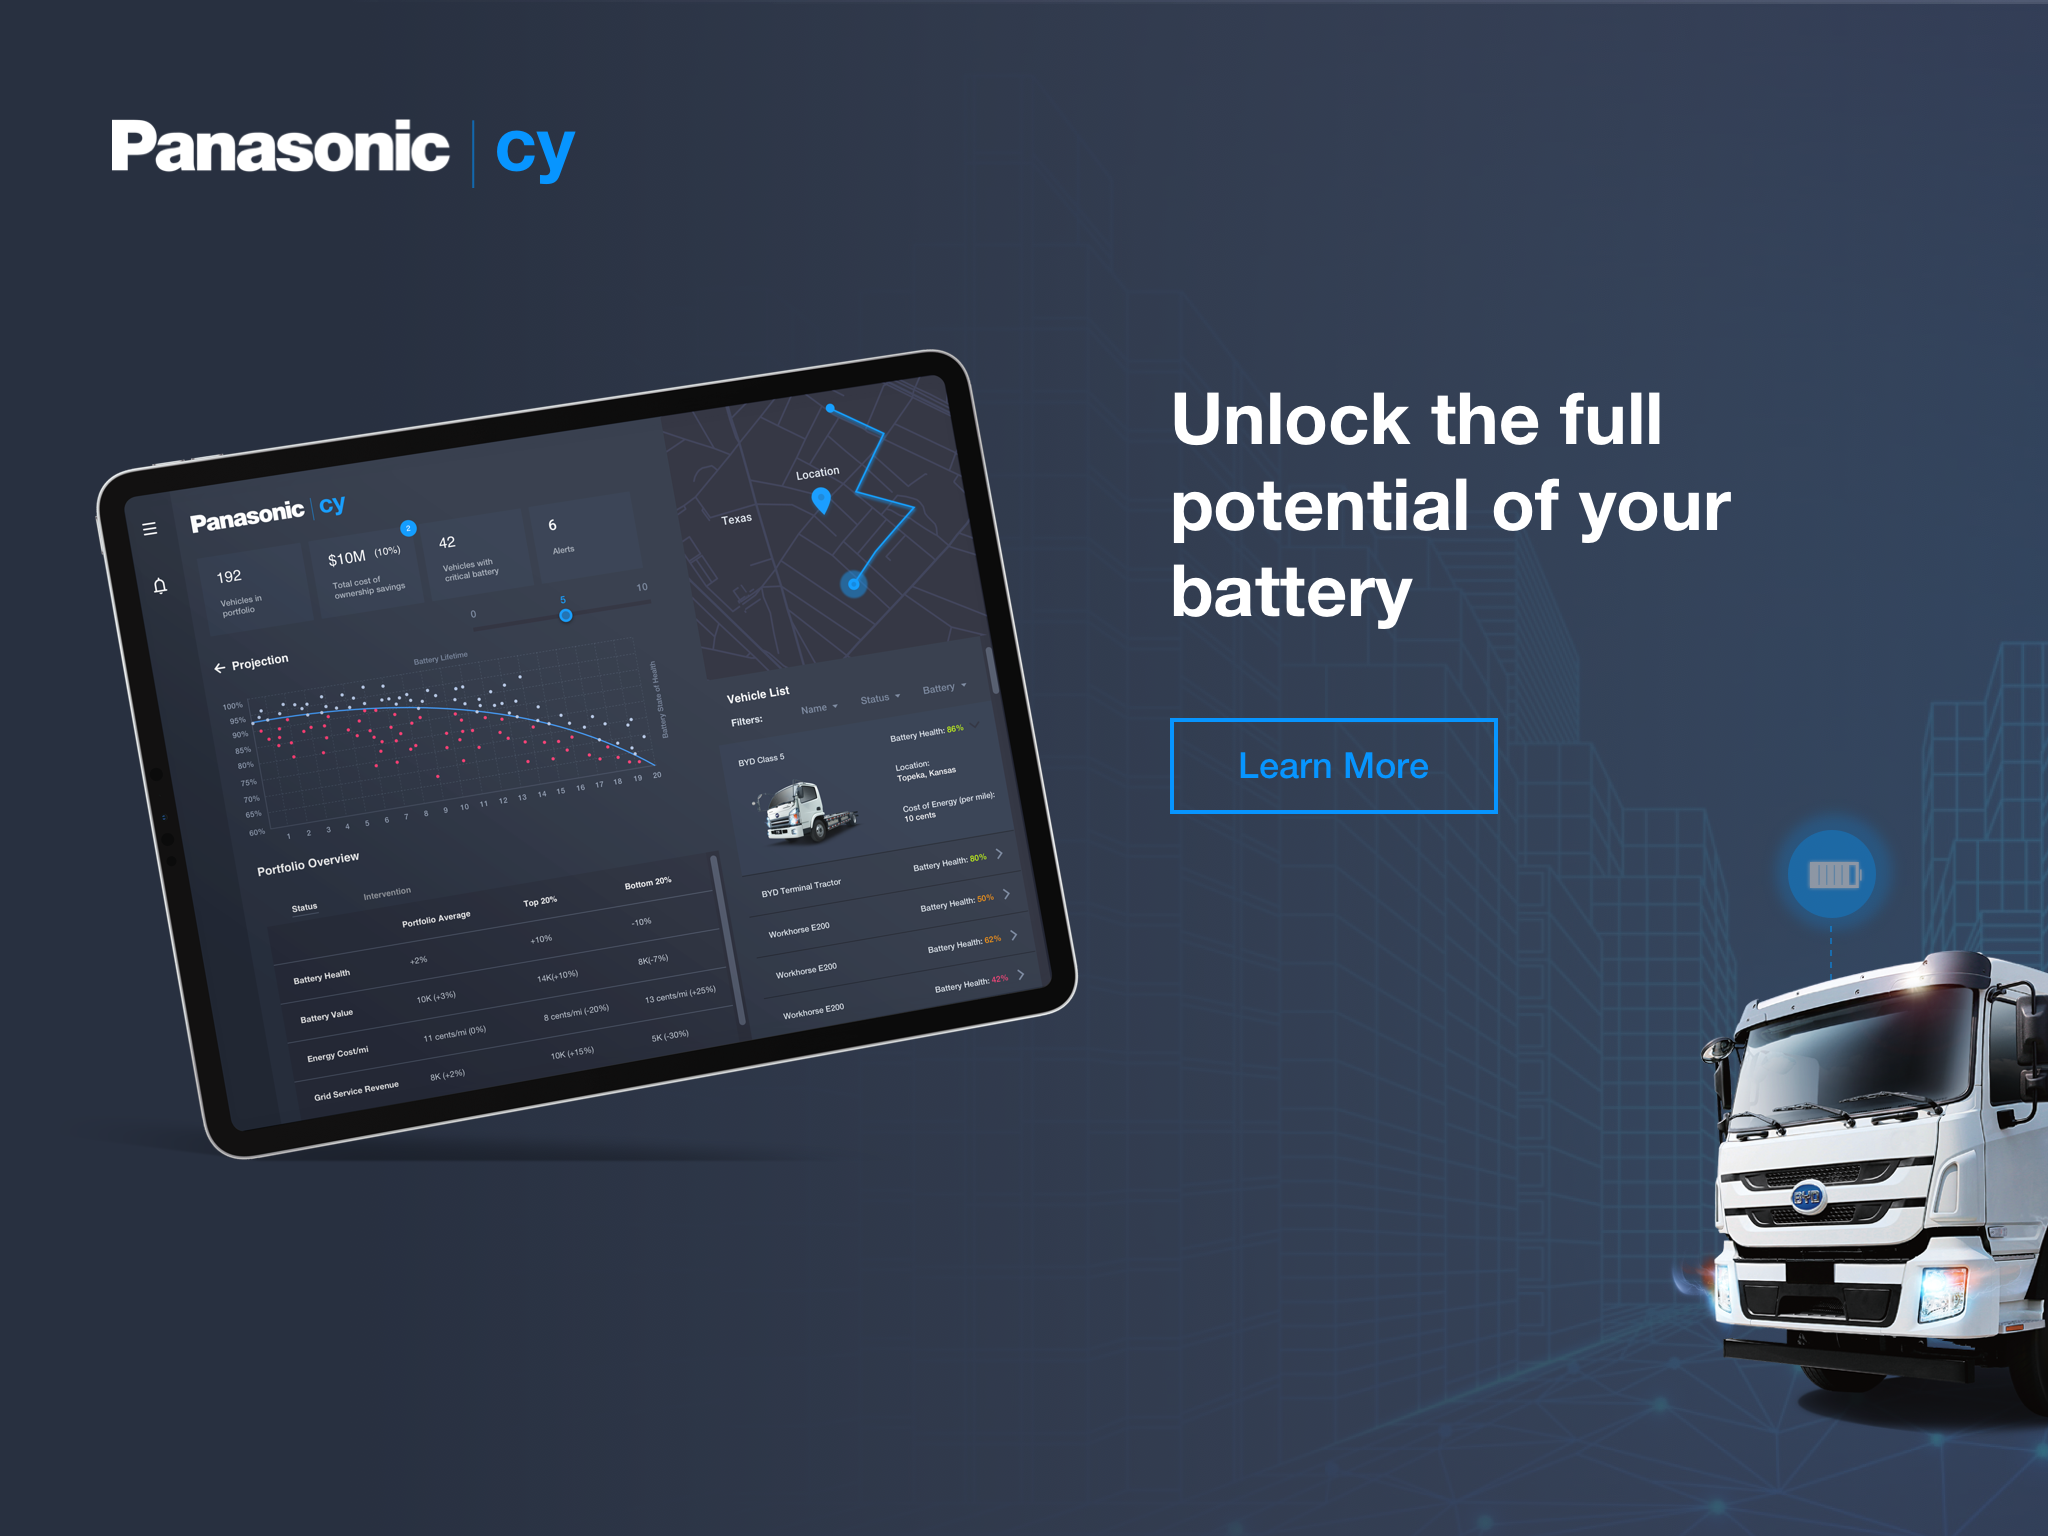 Panasonic | cy
Unlock the full
potential of your
battery
Learn More
Panasonic | cy
192
Vehicles in
portfolio
2
$10M (10%)
Total cost of
ownership savings
42
Vehicles with
critical battery
6
Alerts
0
5
10
Projection
Battery Lifetime
Battery State of Health
100%
95%
90%
85%
80%
75%
70%
65%
60%
1 2 3 4 5 6 7 8 9 10 11 12 13 14 15 16 17 18 19 20
Portfolio Overview
Status Intervention
Portfolio Average Top 20% Bottom 20%
Battery Health +2% +10% -10%
Battery Value 10K (+3%) 14K(+10%) 8K(-7%)
Energy Cost/mi 11 cents/mi (0%) 8 cents/mi (-20%) 13 cents/mi (+25%)
Grid Service Revenue 8K (+2%) 10K (+15%) 5K (-30%)
Location
Texas
Vehicle List
Filters: Name Status Battery
BYD Class 5 Battery Health: 86%
Location:
Topeka, Kansas
Cost of Energy (per mile):
10 cents
BYD Terminal Tractor Battery Health: 80%
Workhorse E200 Battery Health: 50%
Workhorse E200 Battery Health: 62%
Workhorse E200 Battery Health: 42%
BYD